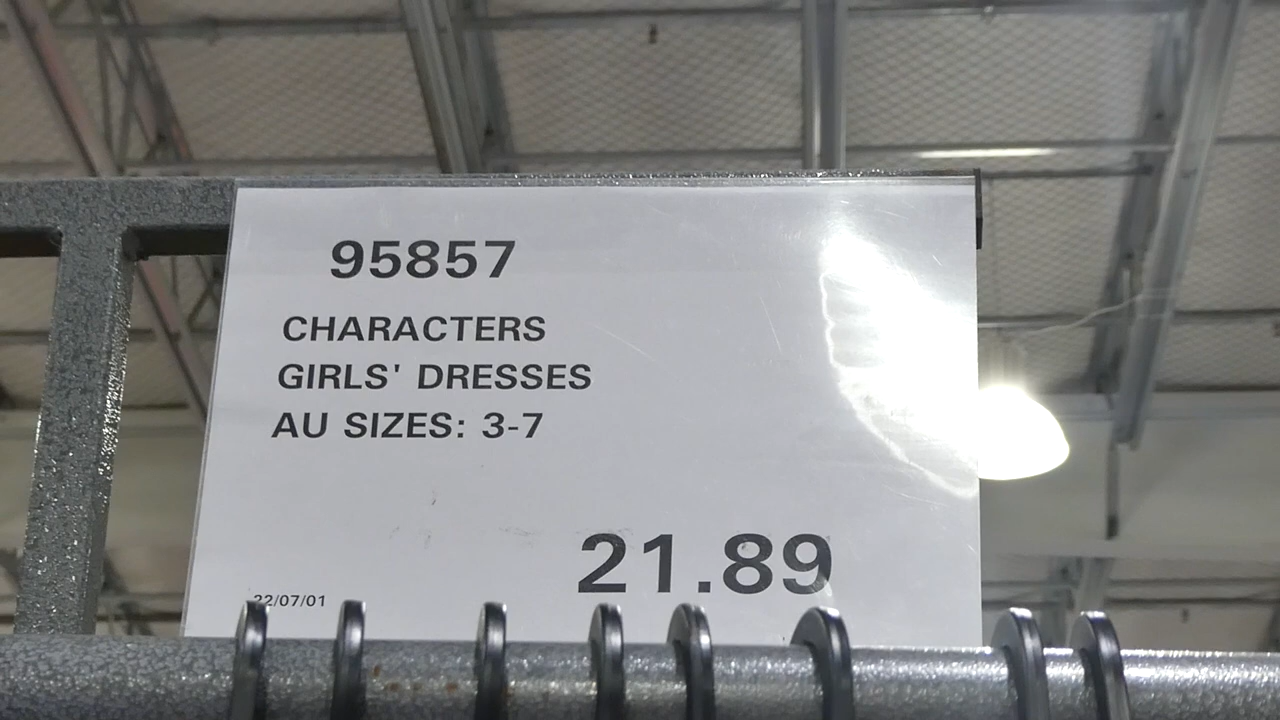 95857
CHARACTERS
GIRLS' DRESSES
AU SIZES: 3-7
21.89
22/07/01